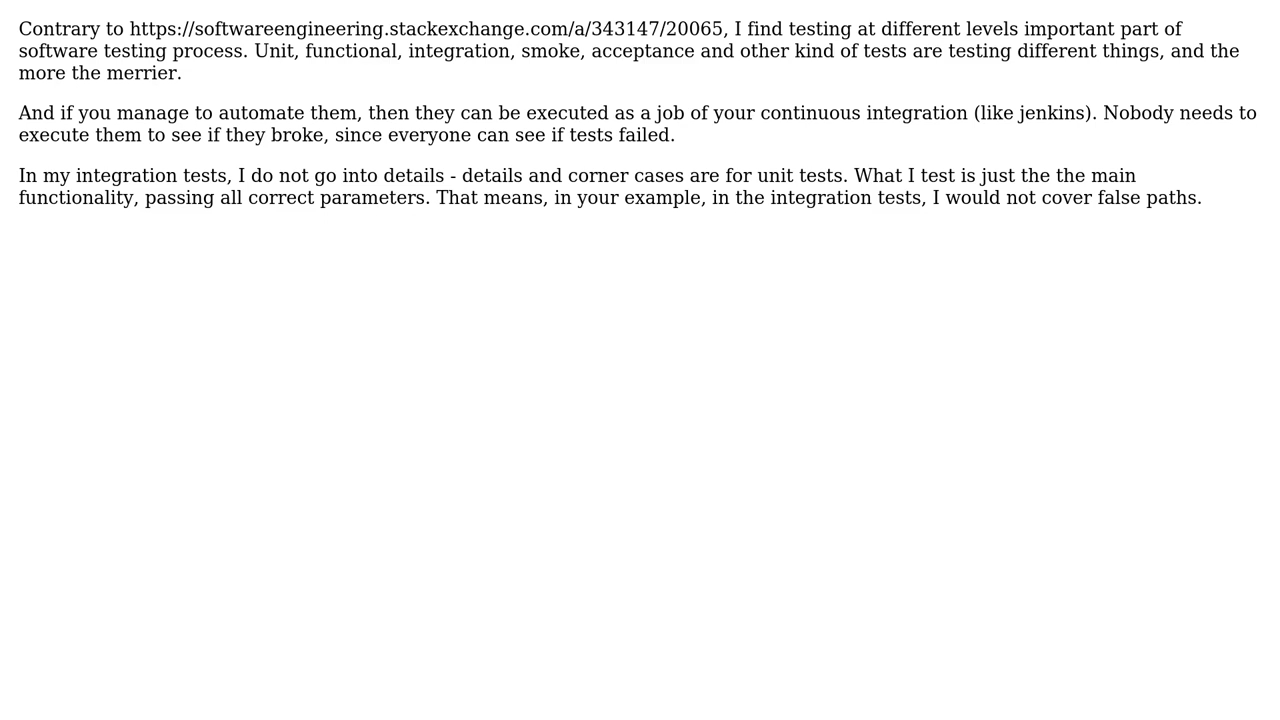 Contrary to https://softwareengineering.stackexchange.com/a/343147/20065, I find testing at different levels important part of
software testing process. Unit, functional, integration, smoke, acceptance and other kind of tests are testing different things, and the
more the merrier.
And if you manage to automate them, then they can be executed as a job of your continuous integration (like jenkins). Nobody needs to
execute them to see if they broke, since everyone can see if tests failed.
In my integration tests, I do not go into details - details and corner cases are for unit tests. What I test is just the the main
functionality, passing all correct parameters. That means, in your example, in the integration tests, I would not cover false paths.